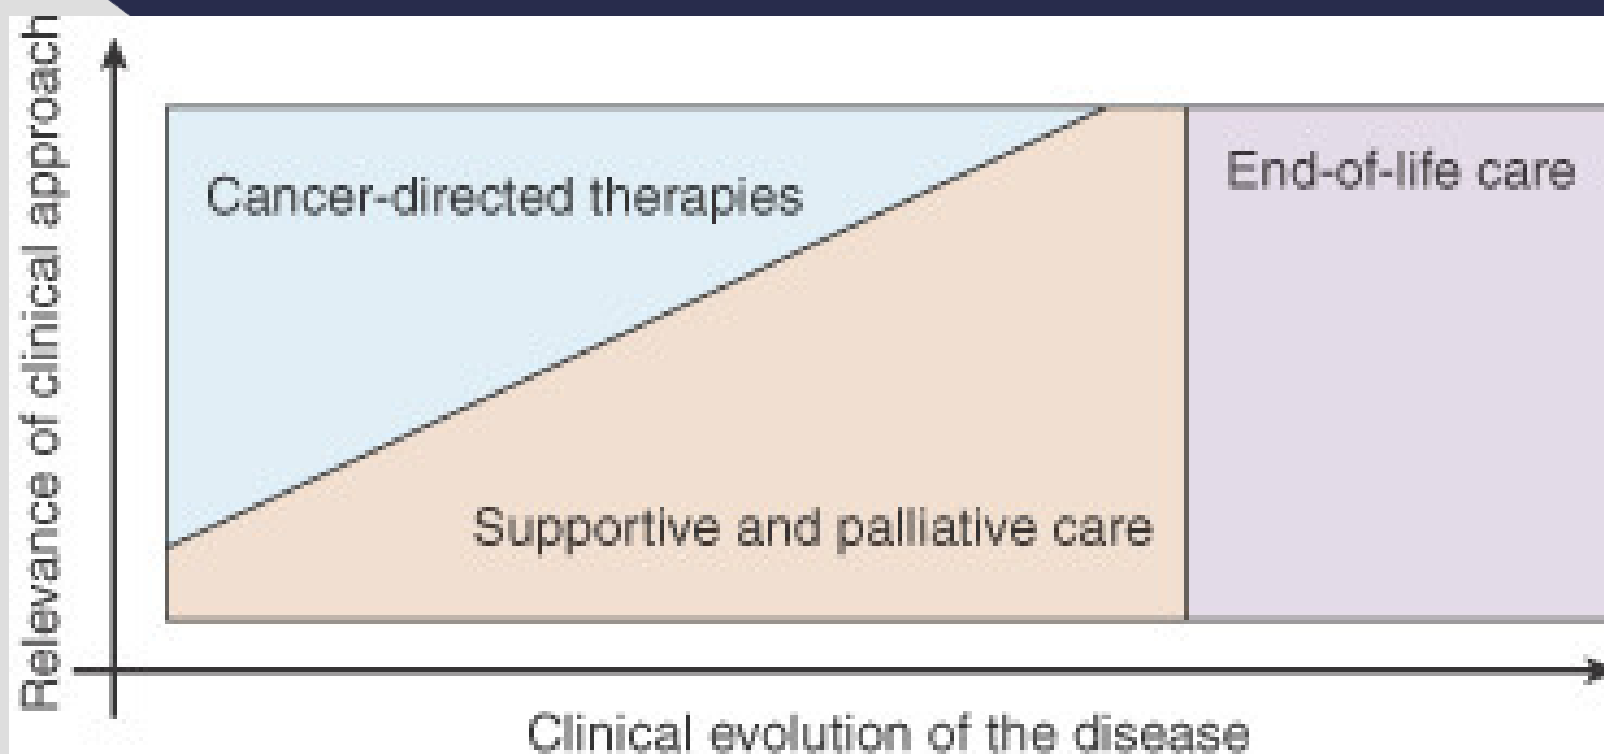 Relevance of clinical approach
Cancer-directed therapies
End-of-life care
Supportive and palliative care
Clinical evolution of the disease